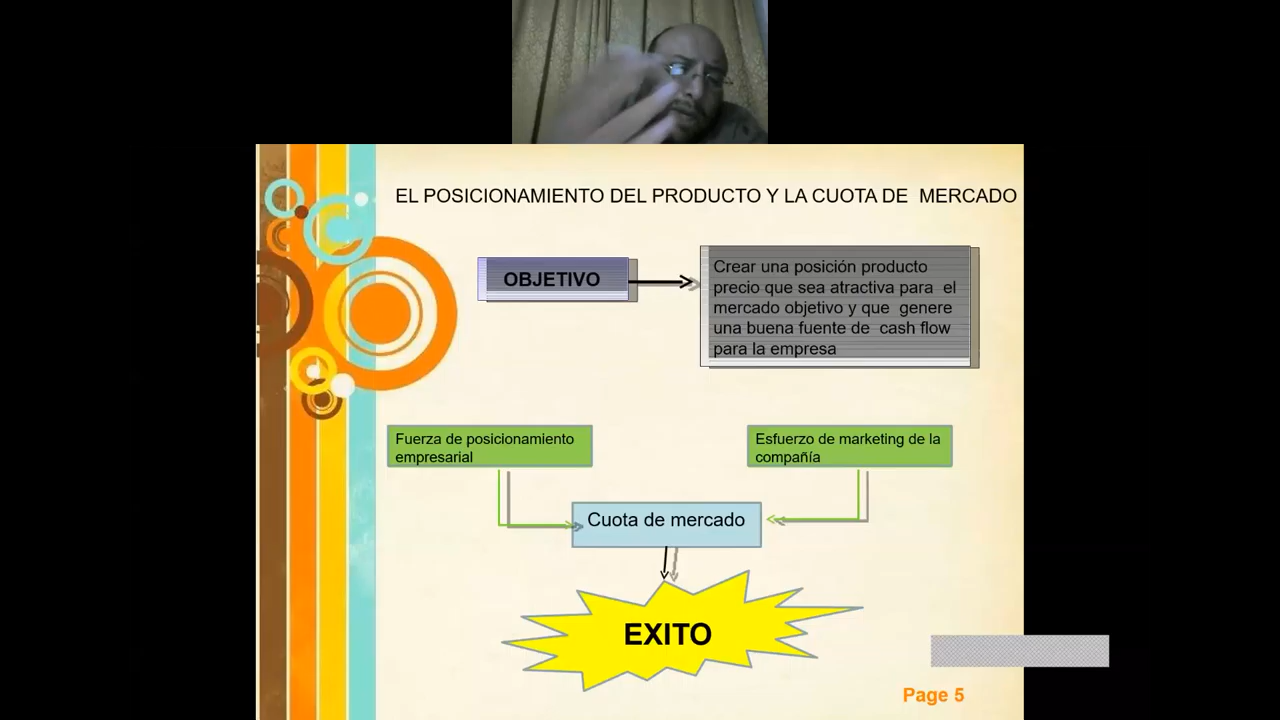 EL POSICIONAMIENTO DEL PRODUCTO Y LA CUOTA DE MERCADO
OBJETIVO
Crear una posición producto
precio que sea atractiva para el
mercado objetivo y que genere
una buena fuente de cash flow
para la empresa
Fuerza de posicionamiento
empresarial
Esfuerzo de marketing de la
compañía
Cuota de mercado
EXITO
Page 5